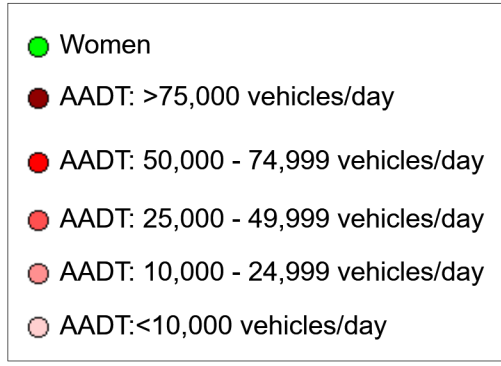 Women
AADT: >75,000 vehicles/day
AADT: 50,000 - 74,999 vehicles/day
AADT: 25,000 - 49,999 vehicles/day
AADT: 10,000 - 24,999 vehicles/day
AADT:<10,000 vehicles/day